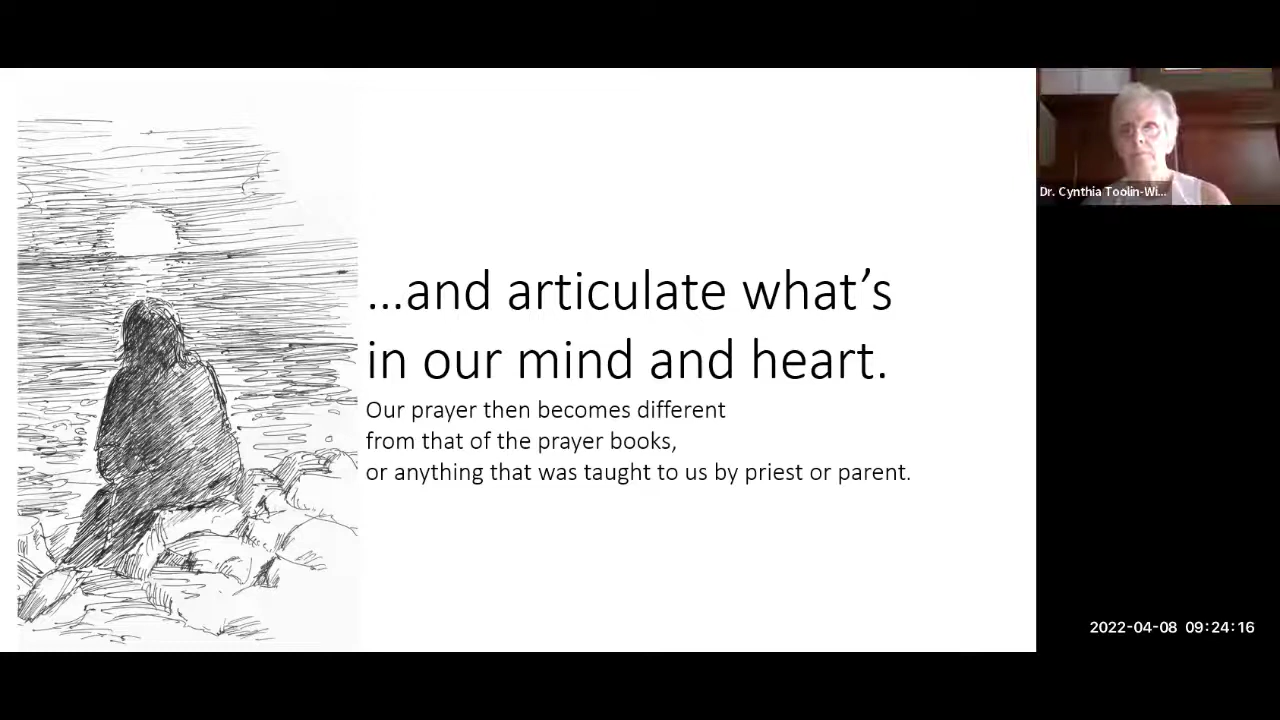 ...and articulate what's
in our mind and heart.
Our prayer then becomes different
from that of the prayer books,
or anything that was taught to us by priest or parent.
Dr. Cynthia Toolin-Wi...
2022-04-08 09:24:16